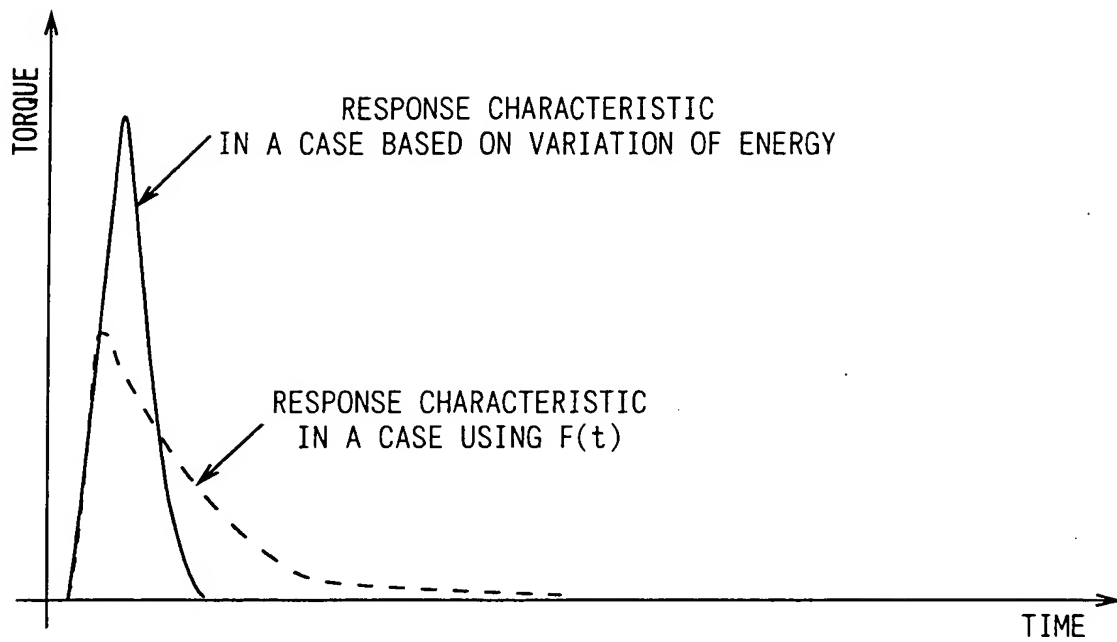 TORQUE
RESPONSE CHARACTERISTIC
IN A CASE BASED ON VARIATION OF ENERGY
RESPONSE CHARACTERISTIC
IN A CASE USING F(t)
TIME